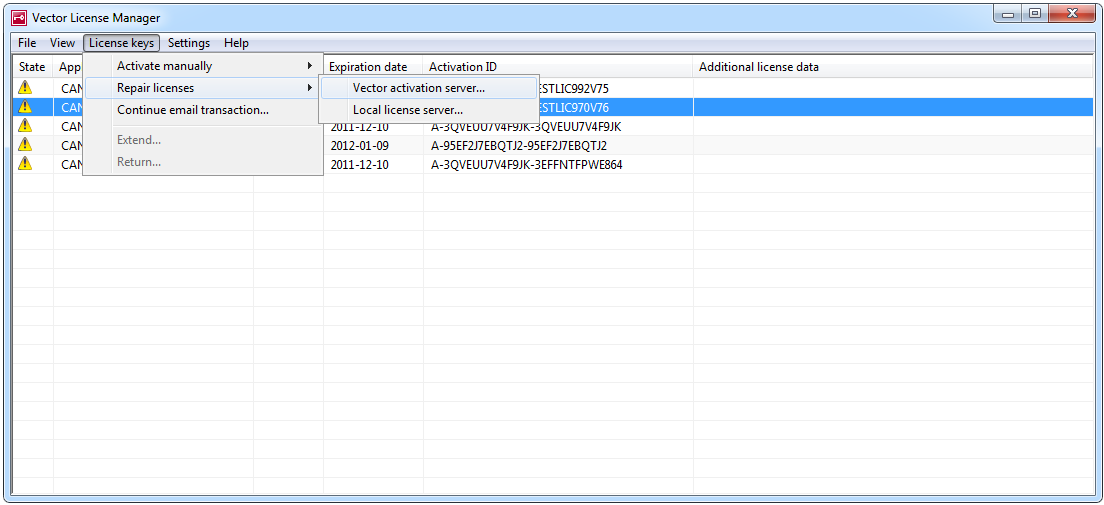 Vector License Manager
File View License keys Settings Help
State App Expiration date Activation ID Additional license data
Activate manually
Repair licenses
Continue email transaction...
Extend...
Return...
Vector activation server...
Local license server...
CAN ESTLIC992V75
CAN ESTLIC970V76
CAN 2011-12-10 A-3QVEUU7V4F9JK-3QVEUU7V4F9JK
CAN 2012-01-09 A-95EF2J7EBQTJ2-95EFBQTJ2
CAN 2011-12-10 A-3QVEUU7V4F9JK-3EFFNTFPWE864